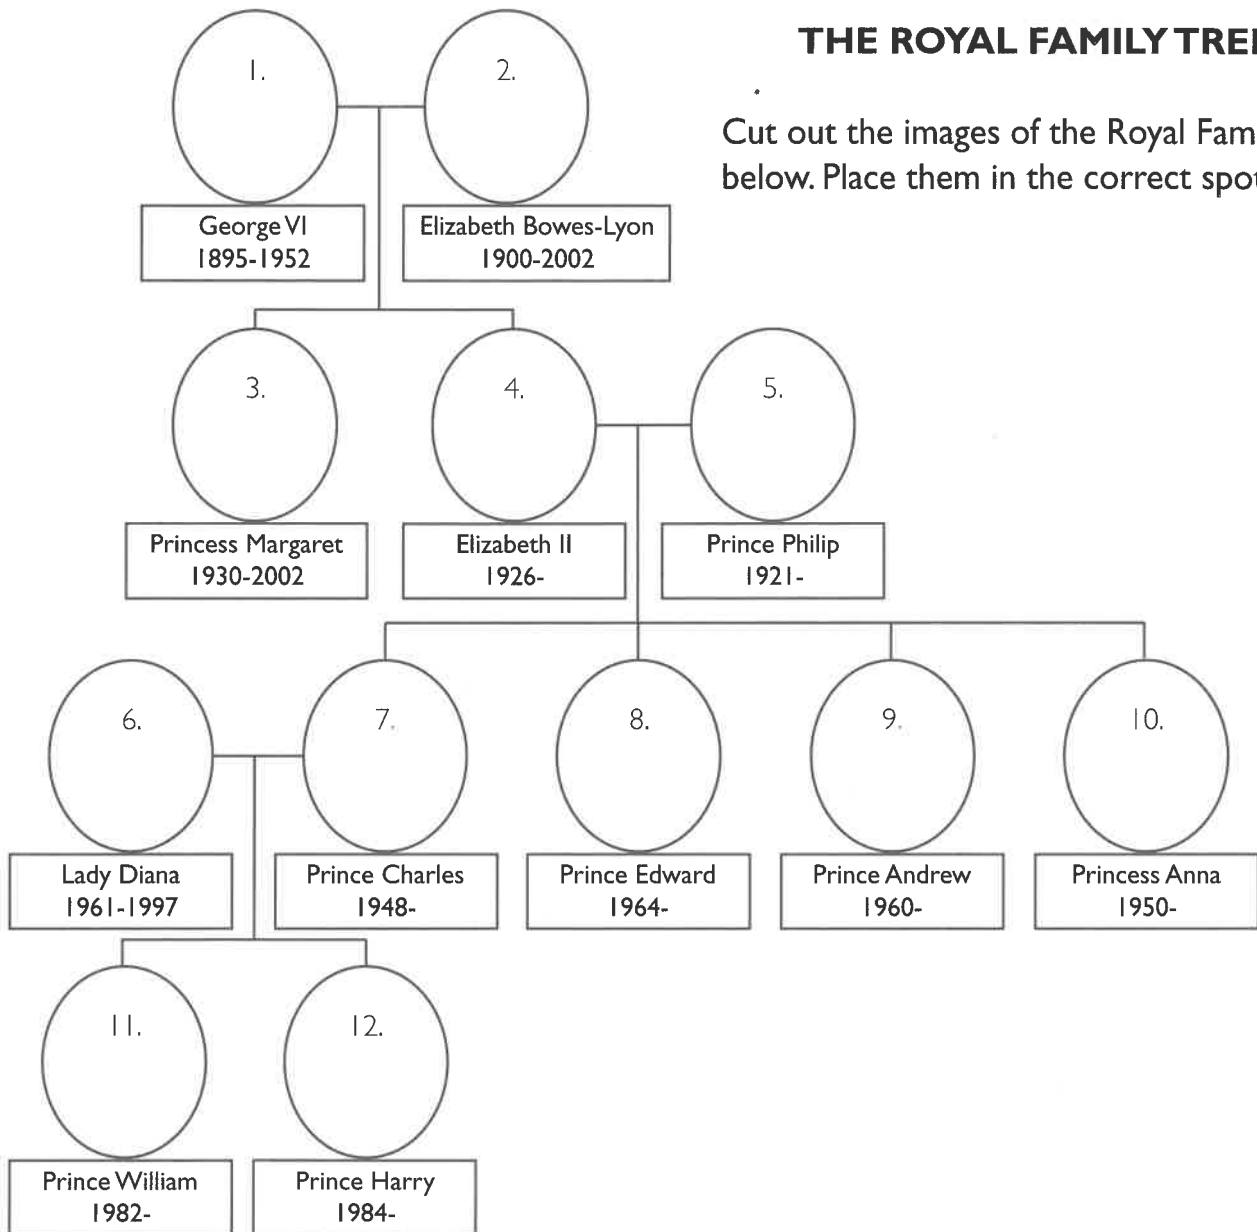 THE ROYAL FAMILY TREE
Cut out the images of the Royal Fam
below. Place them in the correct spot
1.
2.
George VI
1895-1952
Elizabeth Bowes-Lyon
1900-2002
3.
4.
5.
Princess Margaret
1930-2002
Elizabeth II
1926-
Prince Philip
1921-
6.
7.
8.
9.
10.
Lady Diana
1961-1997
Prince Charles
1948-
Prince Edward
1964-
Prince Andrew
1960-
Princess Anna
1950-
11.
12.
Prince William
1982-
Prince Harry
1984-